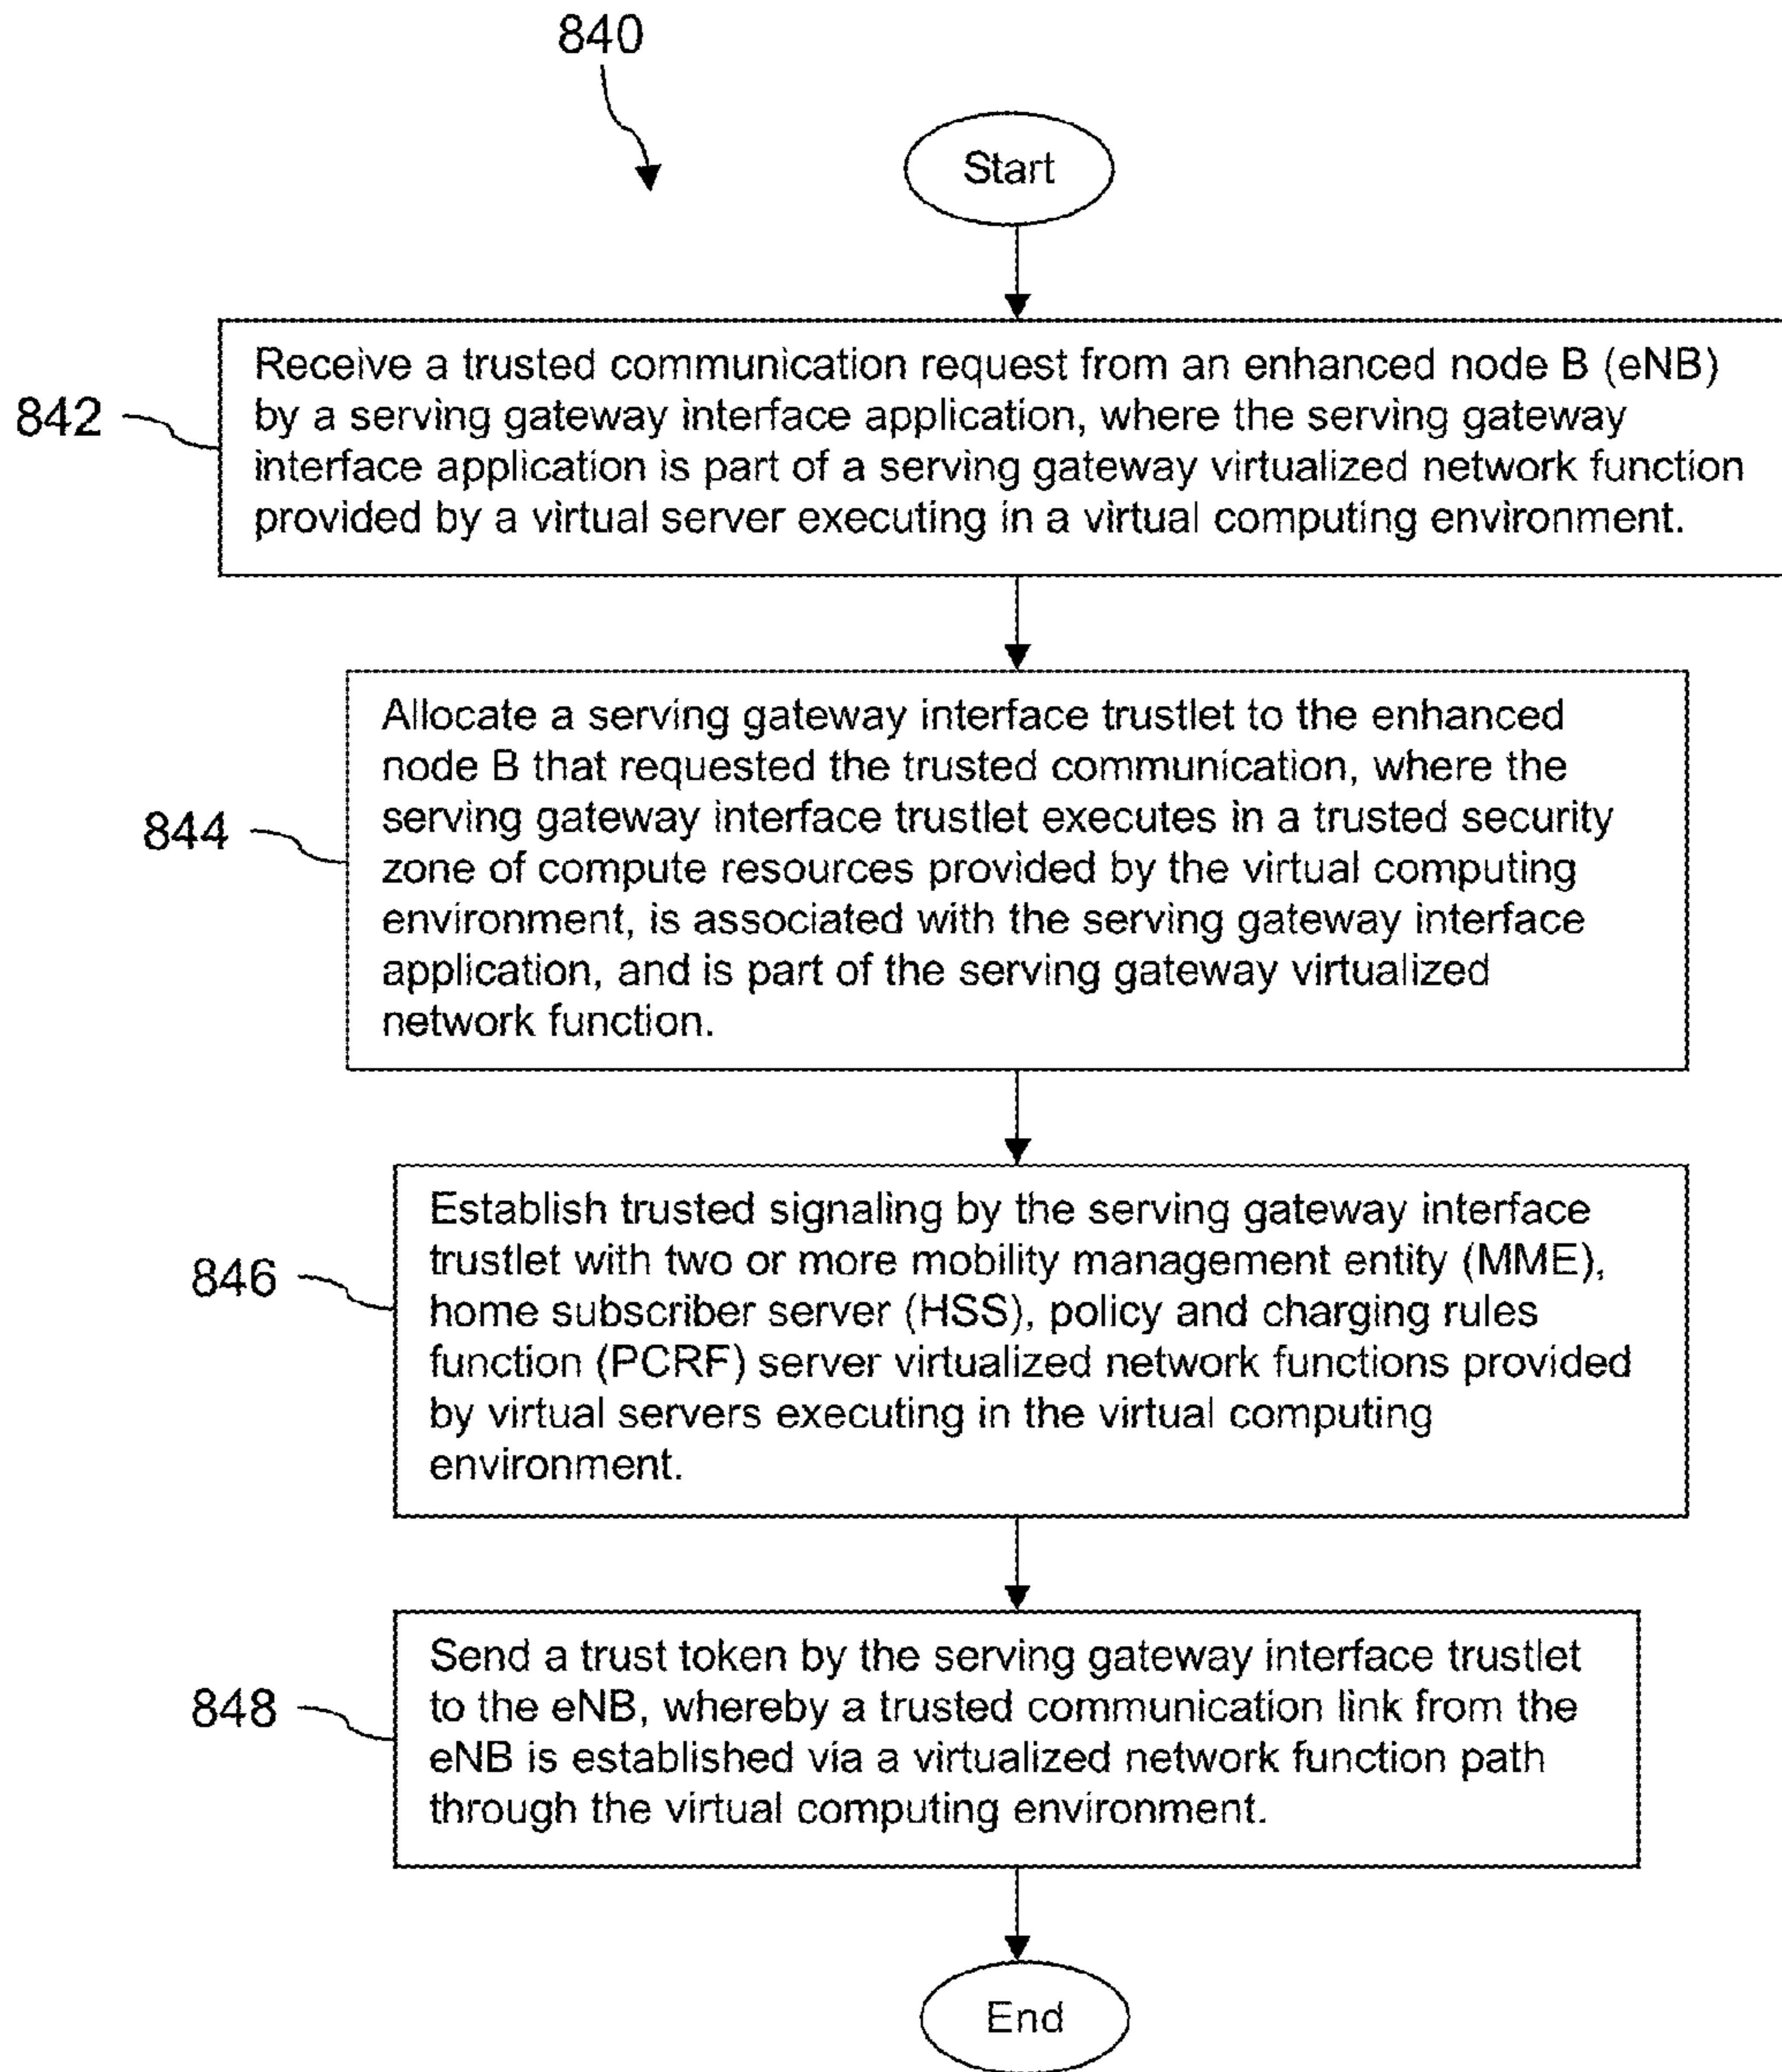 840
Start
842
Receive a trusted communication request from an enhanced node B (eNB)
by a serving gateway interface application, where the serving gateway
interface application is part of a serving gateway virtualized network function
provided by a virtual server executing in a virtual computing environment.
844
Allocate a serving gateway interface trustlet to the enhanced
node B that requested the trusted communication, where the
serving gateway interface trustlet executes in a trusted security
zone of compute resources provided by the virtual computing
environment, is associated with the serving gateway interface
application, and is part of the serving gateway virtualized
network function.
846
Establish trusted signaling by the serving gateway interface
trustlet with two or more mobility management entity (MME),
home subscriber server (HSS), policy and charging rules
function (PCRF) server virtualized network functions provided
by virtual servers executing in the virtual computing
environment.
848
Send a trust token by the serving gateway interface trustlet
to the eNB, whereby a trusted communication link from the
eNB is established via a virtualized network function path
through the virtual computing environment.
End